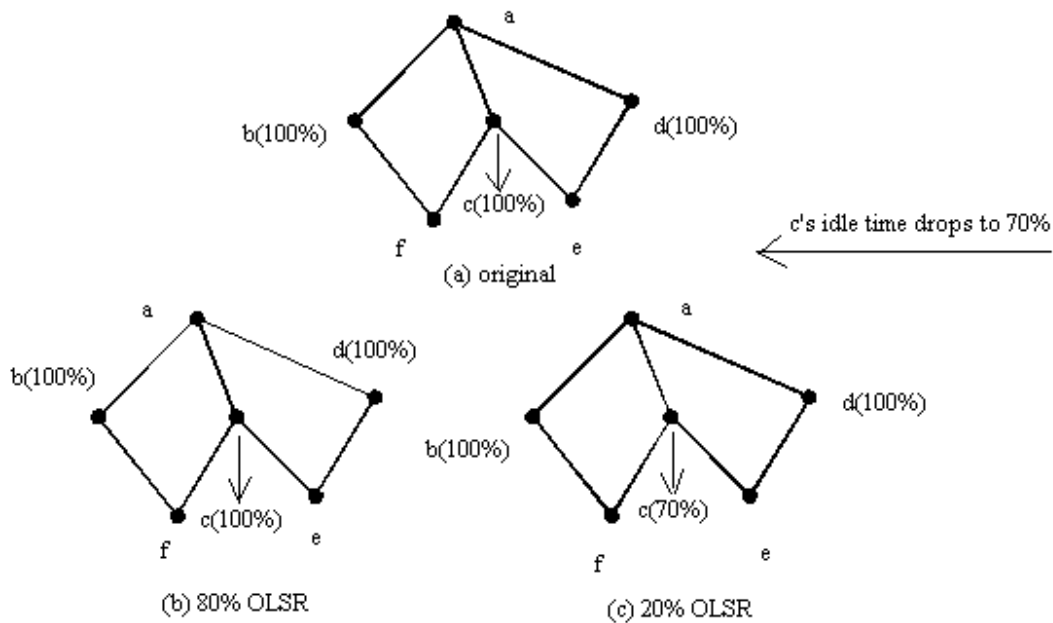 a
b(100%)
d(100%)
c(100%)
f
e
(a) original
c's idle time drops to 70%
a
b(100%)
d(100%)
c(100%)
f
e
(b) 80% OLSR
a
b(100%)
d(100%)
c(70%)
f
e
(c) 20% OLSR